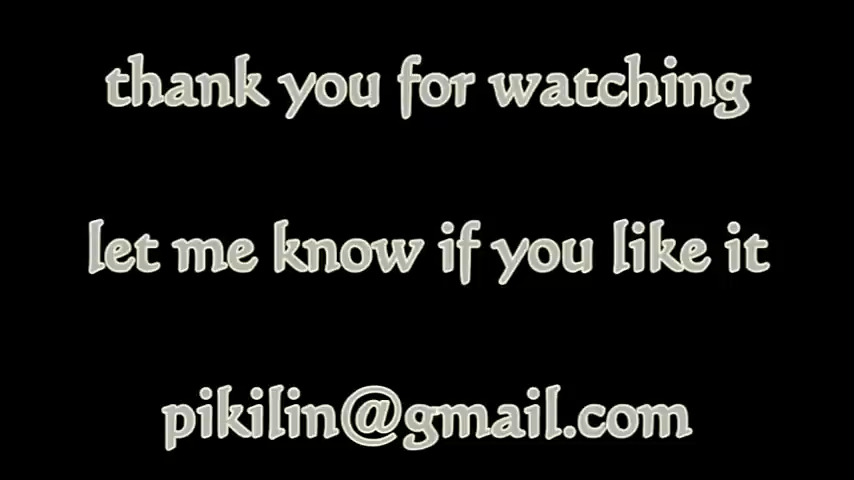 thank you for watching
let me know if you like it
pikilin@gmail.com